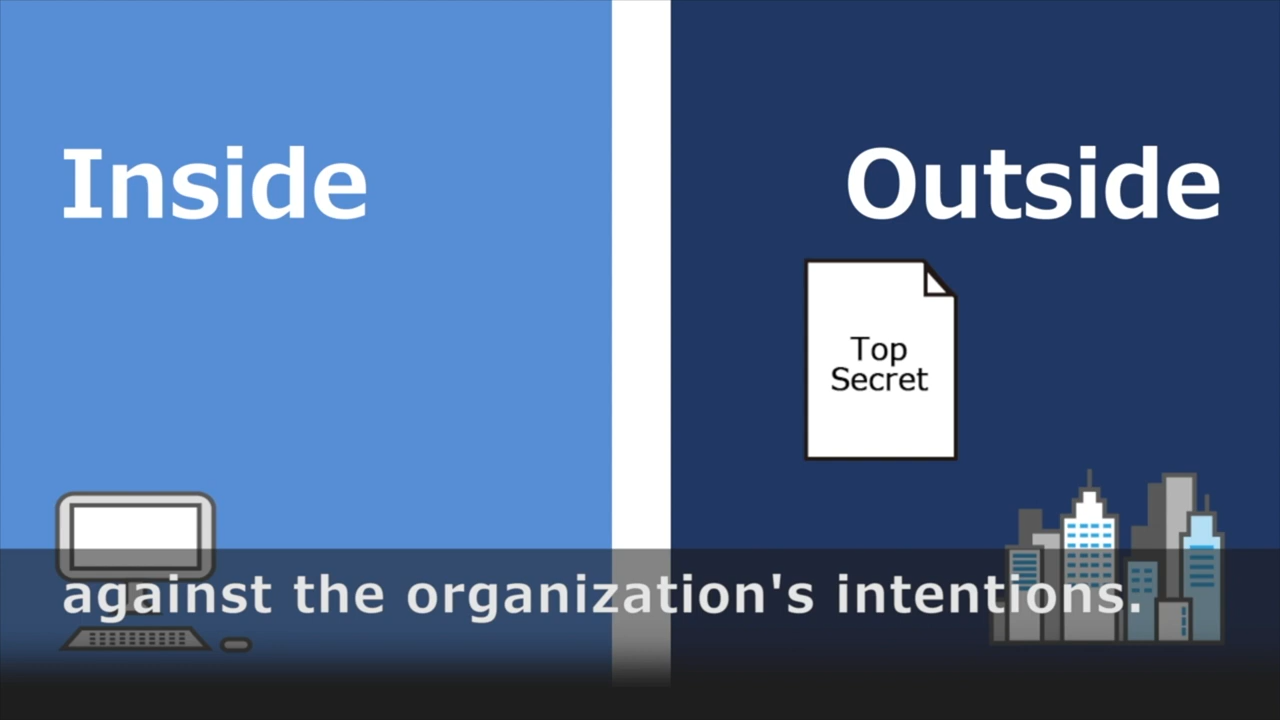 Inside
Outside
Top
Secret
against the organization's intentions.